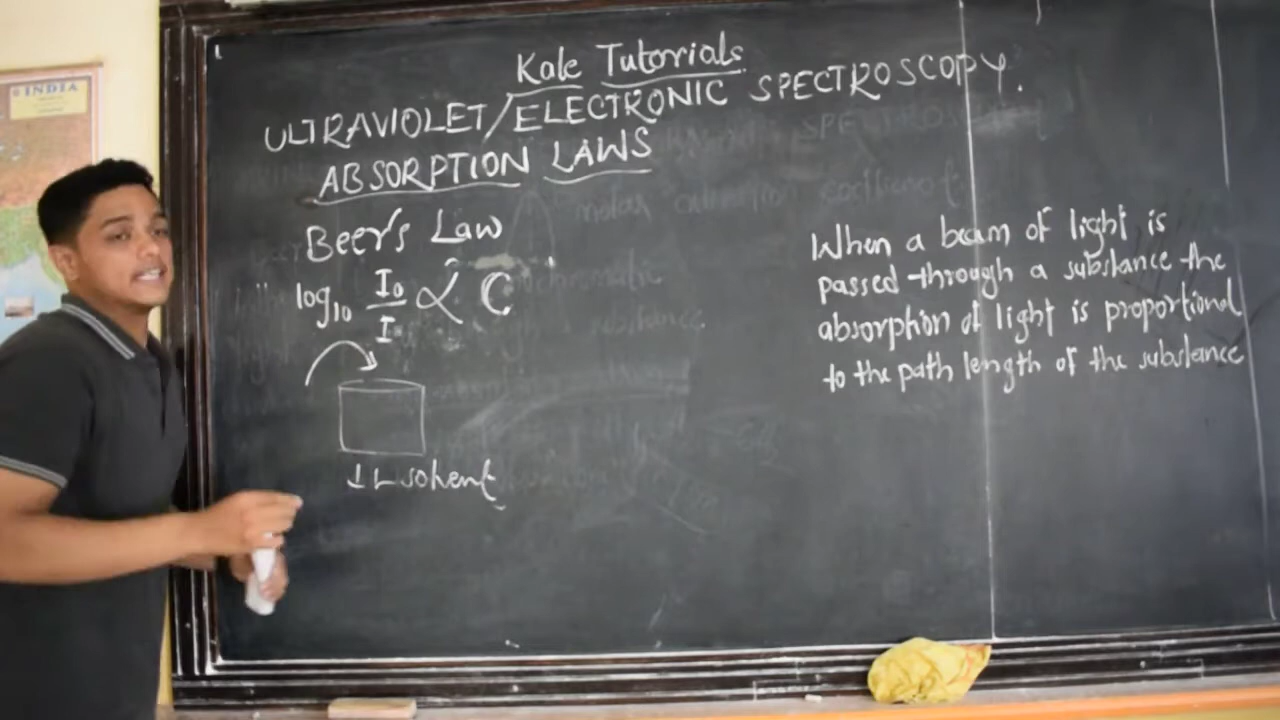 INDIA
Kale Tutorials
ULTRAVIOLET/ELECTRONIC SPECTROSCOPY.
ABSORPTION LAWS
Beer's Law
log10 I0/I ∝ C
1L solvent
When a beam of light is
passed through a substance the
absorption of light is proportional
to the path length of the substance